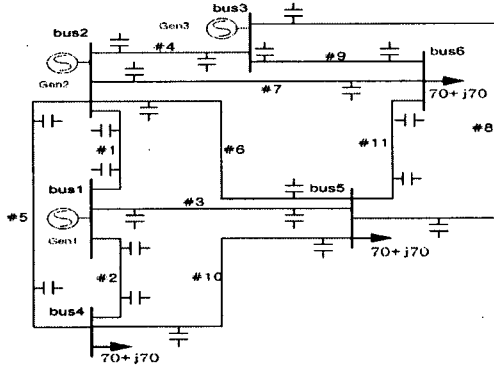 bus3
Gen3
bus2
#4
#9
bus6
Gen2
#7
70+j70
#8
#1
#6
#11
bus1
bus5
#3
#5
Gen1
#2
#10
70+j70
bus4
70+j70